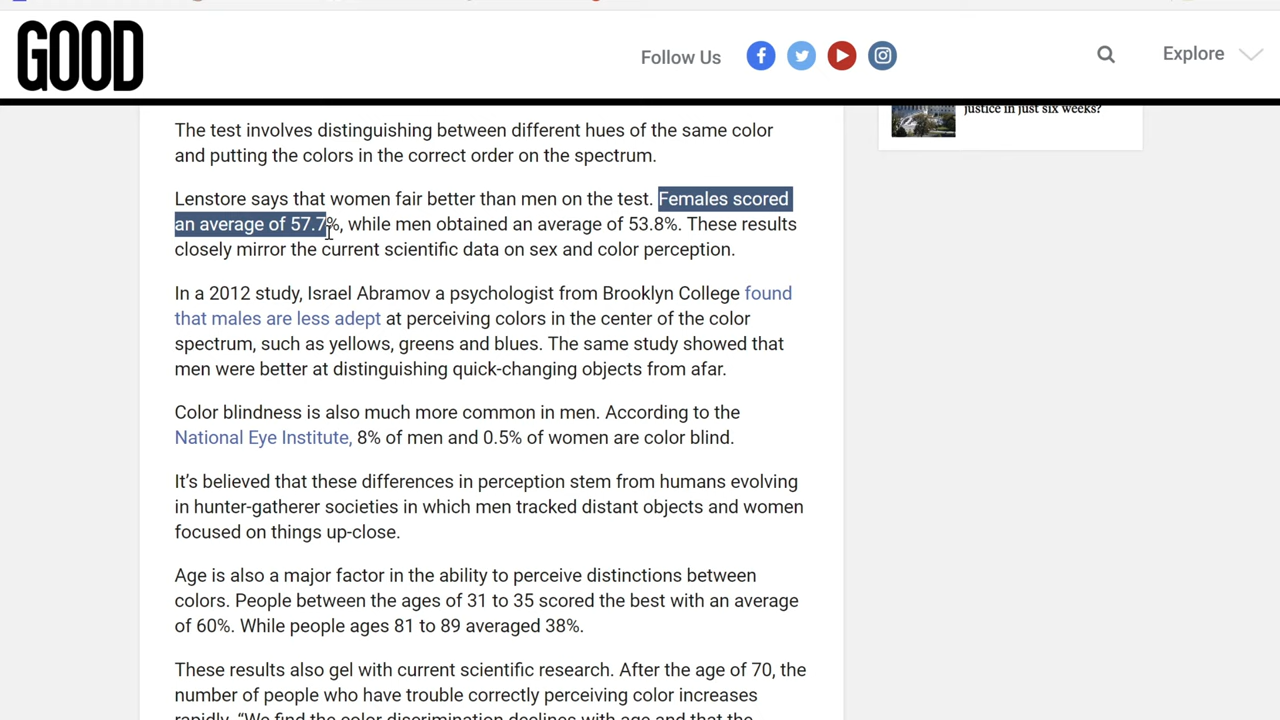 GOOD
Follow Us
Explore
justice in just six weeks?
The test involves distinguishing between different hues of the same color
and putting the colors in the correct order on the spectrum.
Lenstore says that women fair better than men on the test. Females scored
an average of 57.7%, while men obtained an average of 53.8%. These results
closely mirror the current scientific data on sex and color perception.
In a 2012 study, Israel Abramov a psychologist from Brooklyn College found
that males are less adept at perceiving colors in the center of the color
spectrum, such as yellows, greens and blues. The same study showed that
men were better at distinguishing quick-changing objects from afar.
Color blindness is also much more common in men. According to the
National Eye Institute, 8% of men and 0.5% of women are color blind.
It’s believed that these differences in perception stem from humans evolving
in hunter-gatherer societies in which men tracked distant objects and women
focused on things up-close.
Age is also a major factor in the ability to perceive distinctions between
colors. People between the ages of 31 to 35 scored the best with an average
of 60%. While people ages 81 to 89 averaged 38%.
These results also gel with current scientific research. After the age of 70, the
number of people who have trouble correctly perceiving color increases
rapidly. “We find the color discrimination declines with age and that the